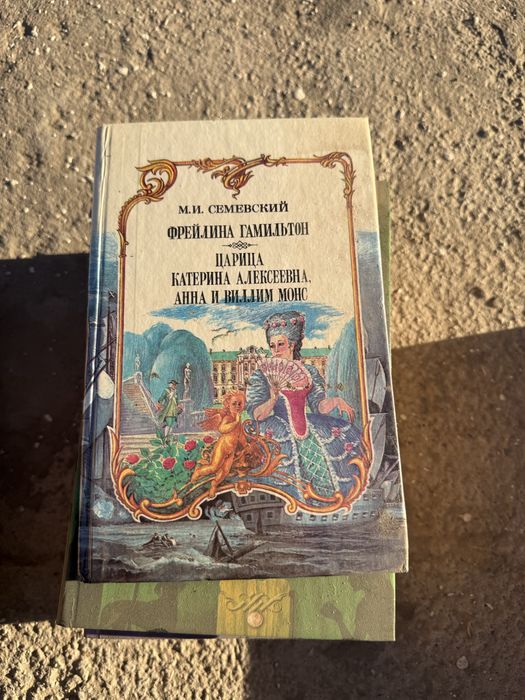 М.И. СЕМЕВСКИЙ
ФРЕЙЛИНА ГАМИЛЬТОН
ЦАРИЦА
КАТЕРИНА АЛЕКСЕЕВНА,
АННА И ВИЛЛИМ МОНС